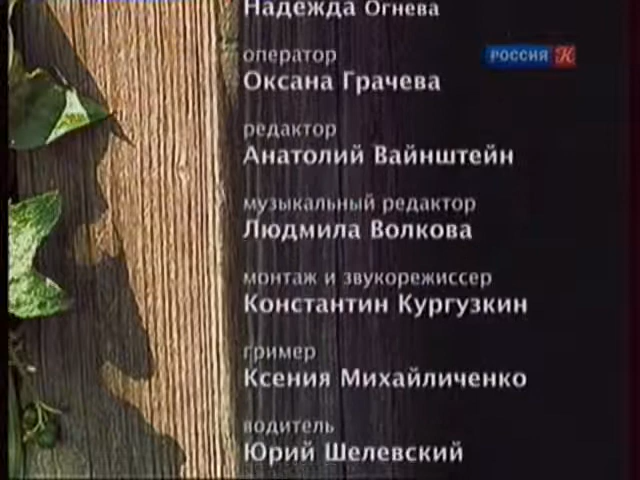 Надежда Огнева
оператор
Оксана Грачева
РОССИЯ К
редактор
Анатолий Вайнштейн
музыкальный редактор
Людмила Волкова
монтаж и звукорежиссер
Константин Кургузкин
гример
Ксения Михайличенко
водитель
Юрий Шелевский